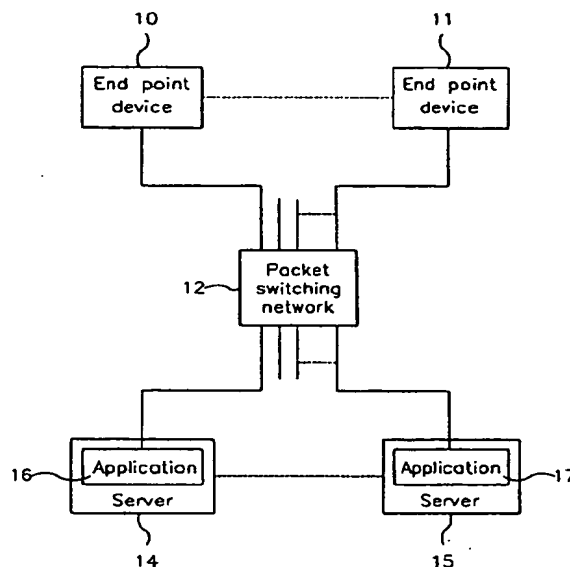 10
11
End point
device
End point
device
12
Packet
switching
network
16
Application
Server
Application
17
Server
14
15